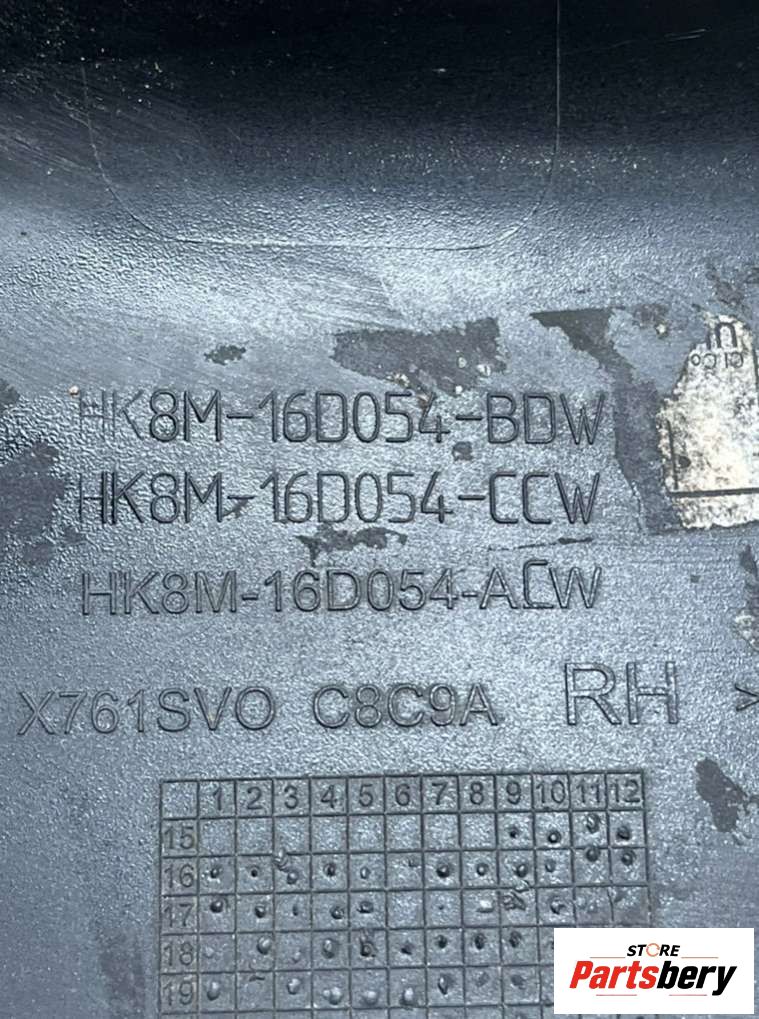 HK8M-16D054-BDW
HK8M-16D054-CCW
HK8M-16D054-ACW
X761SVO C8C9A RH
1 2 3 4 5 6 7 8 9 10 11 12
15
16
17
18
19
STORE
Partsbery